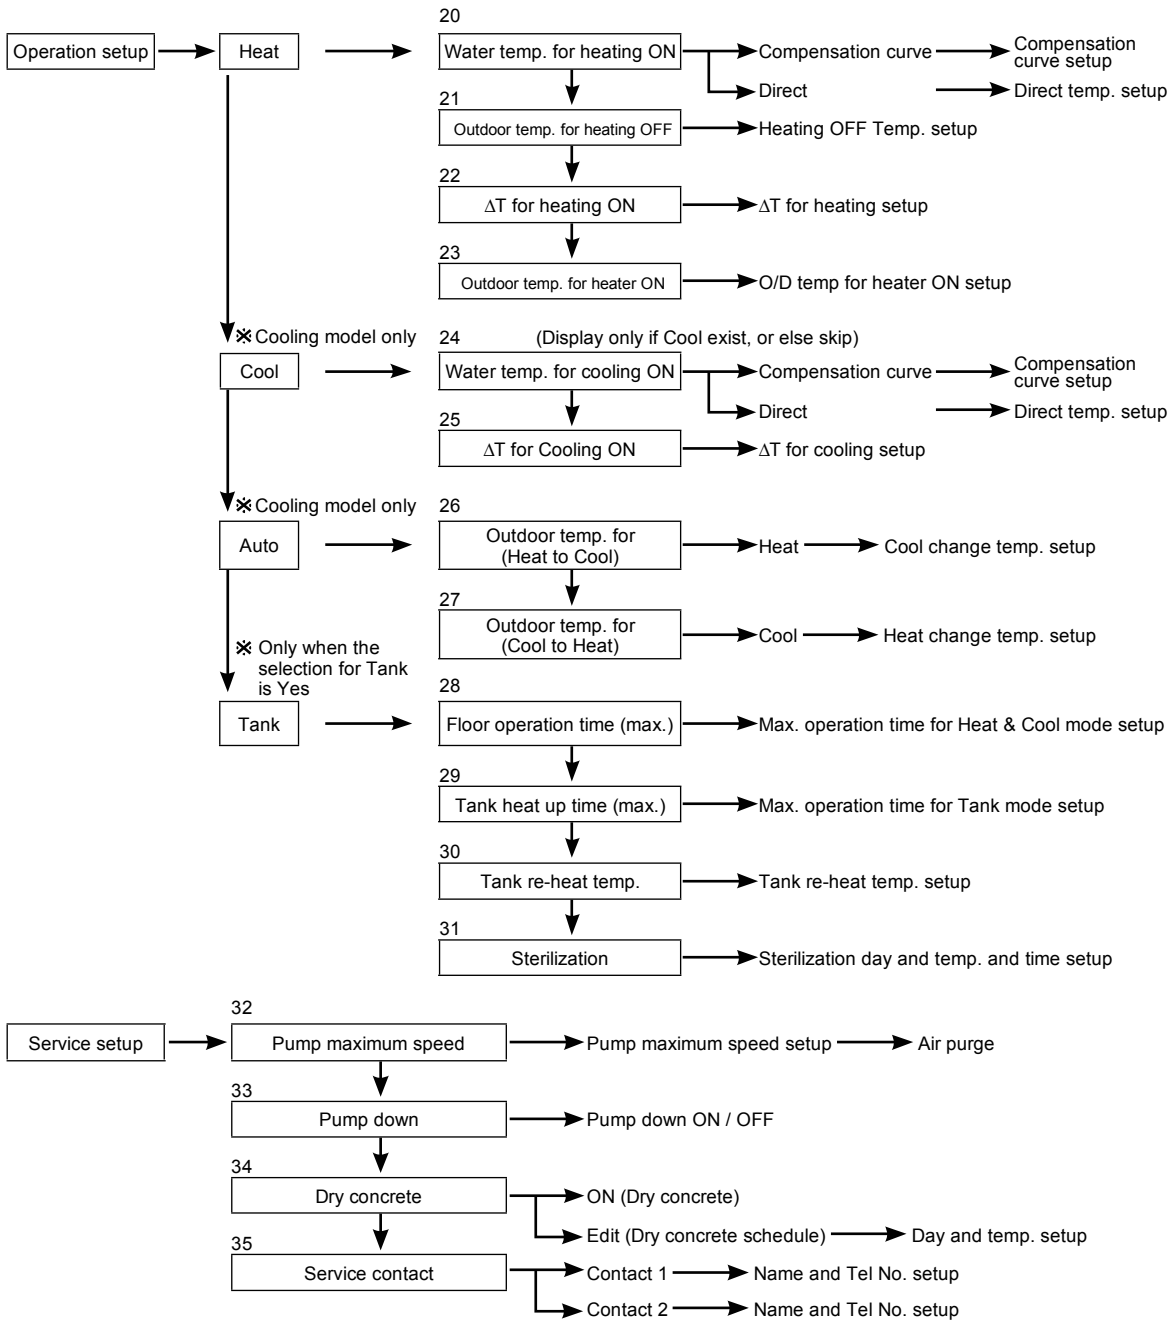 20
Operation setup
Heat
Water temp. for heating ON
Compensation curve
Compensation
curve setup
Direct
Direct temp. setup
21
Outdoor temp. for heating OFF
Heating OFF Temp. setup
22
ΔT for heating ON
ΔT for heating setup
23
Outdoor temp. for heater ON
O/D temp for heater ON setup
※ Cooling model only
24
(Display only if Cool exist, or else skip)
Cool
Water temp. for cooling ON
Compensation curve
Compensation
curve setup
Direct
Direct temp. setup
25
ΔT for Cooling ON
ΔT for cooling setup
※ Cooling model only
26
Auto
Outdoor temp. for
(Heat to Cool)
Heat
Cool change temp. setup
27
Outdoor temp. for
(Cool to Heat)
Cool
Heat change temp. setup
※ Only when the
selection for Tank
is Yes
28
Tank
Floor operation time (max.)
Max. operation time for Heat & Cool mode setup
29
Tank heat up time (max.)
Max. operation time for Tank mode setup
30
Tank re-heat temp.
Tank re-heat temp. setup
31
Sterilization
Sterilization day and temp. and time setup
32
Service setup
Pump maximum speed
Pump maximum speed setup
Air purge
33
Pump down
Pump down ON / OFF
34
Dry concrete
ON (Dry concrete)
Edit (Dry concrete schedule)
Day and temp. setup
35
Service contact
Contact 1
Name and Tel No. setup
Contact 2
Name and Tel No. setup